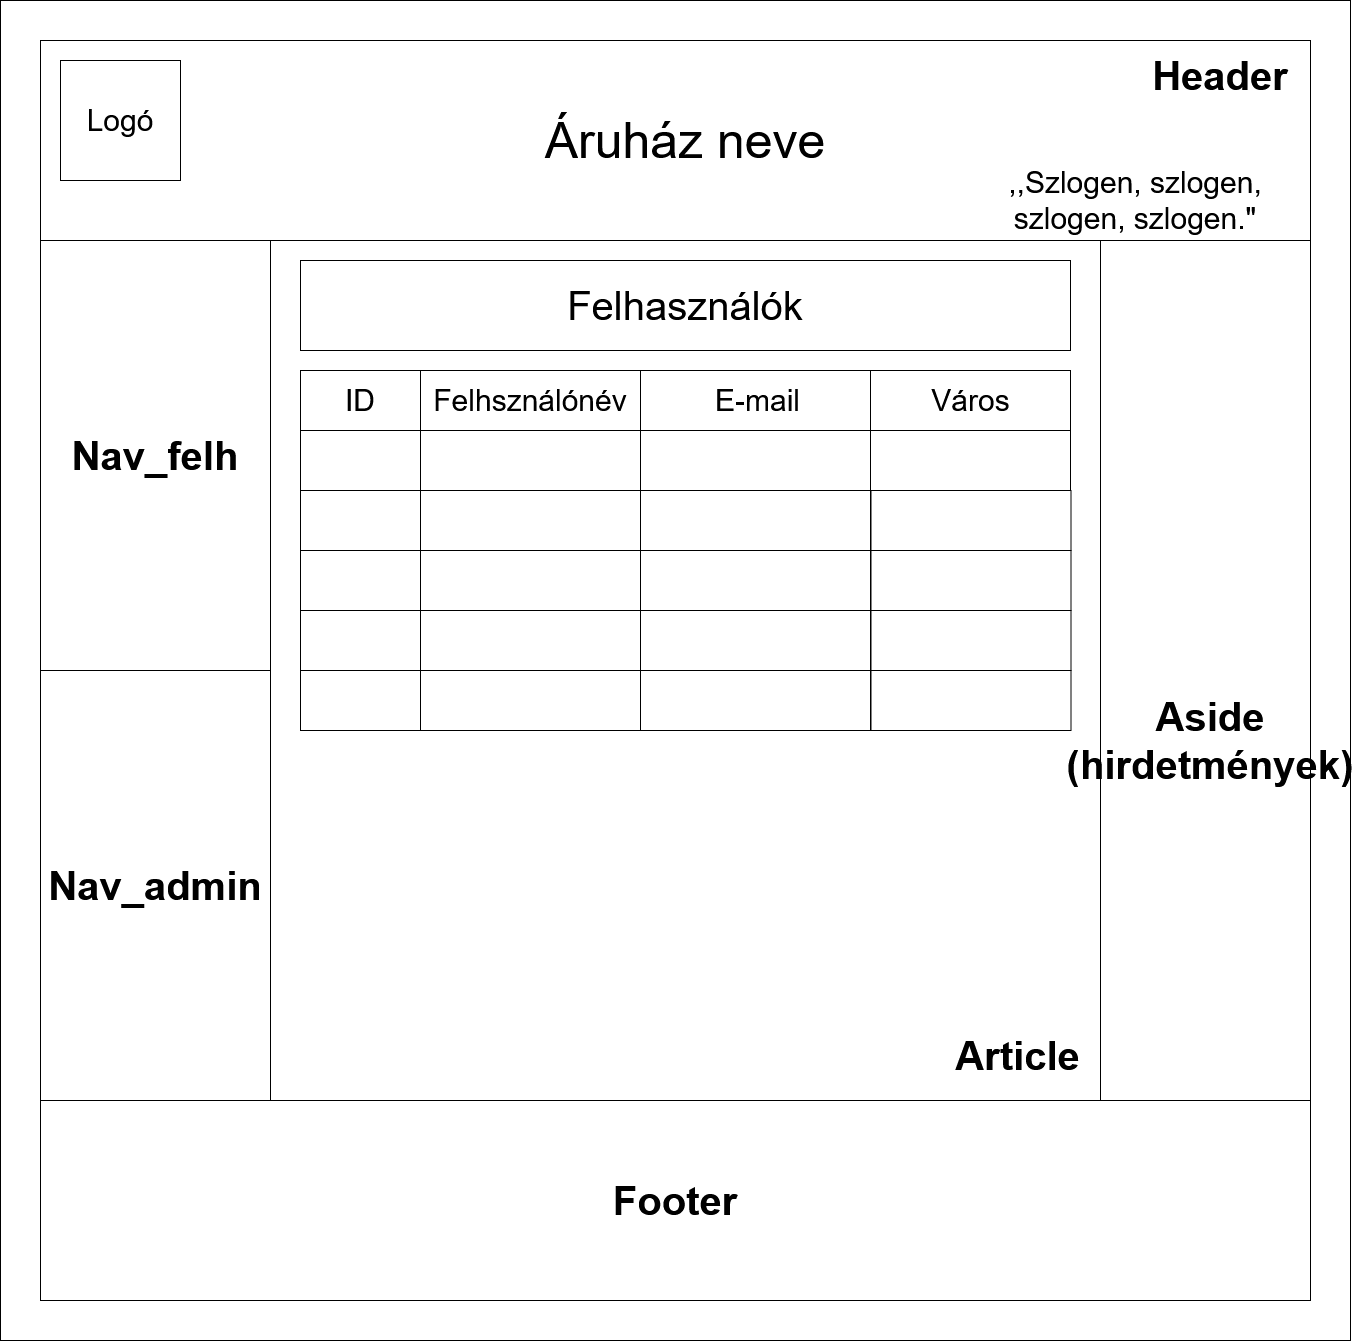 Header
Logó
Áruház neve
,,Szlogen, szlogen,
szlogen, szlogen."
Felhasználók
ID Felhsználónév E-mail Város
Nav_felh
Aside
(hirdetmények)
Nav_admin
Article
Footer